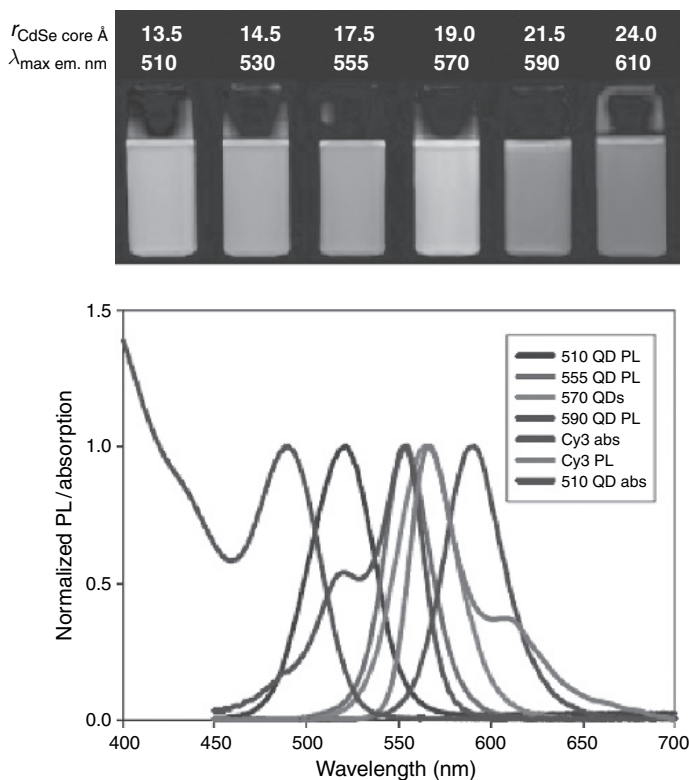 rCdSe core Å 13.5 14.5 17.5 19.0 21.5 24.0
λmax em. nm 510 530 555 570 590 610
1.5
1.0
0.5
0.0
Normalized PL/absorption
510 QD PL
555 QD PL
570 QDs
590 QD PL
Cy3 abs
Cy3 PL
510 QD abs
400 450 500 550 600 650 700
Wavelength (nm)